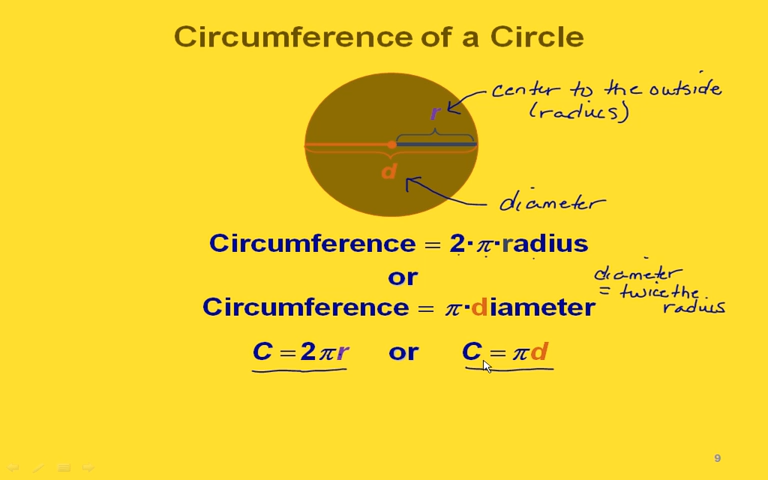 Circumference of a Circle
center to the outside
(radius)
r
d
diameter
Circumference = 2·π·radius
or
diameter
= twice the
radius
Circumference = π·diameter
C = 2πr or C = πd
9